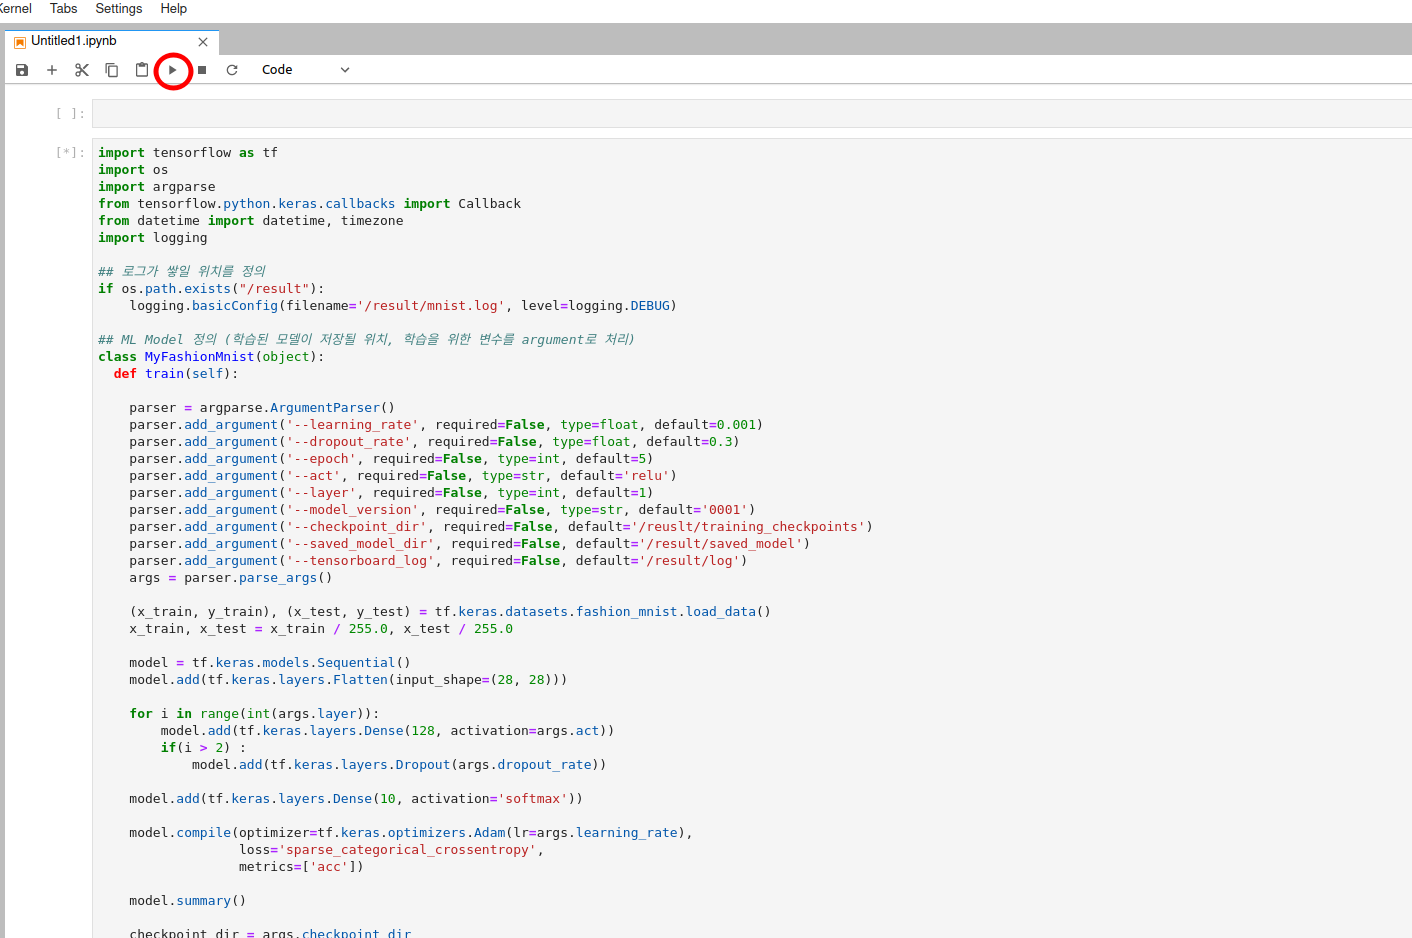 Kernel Tabs Settings Help
Untitled1.ipynb
Code
[ ]:
[*]:
import tensorflow as tf
import os
import argparse
from tensorflow.python.keras.callbacks import Callback
from datetime import datetime, timezone
import logging
## 로그가 쌓일 위치를 정의
if os.path.exists("/result"):
    logging.basicConfig(filename='/result/mnist.log', level=logging.DEBUG)
## ML Model 정의 (학습된 모델이 저장될 위치, 학습을 위한 변수를 argument로 처리)
class MyFashionMnist(object):
  def train(self):
    parser = argparse.ArgumentParser()
    parser.add_argument('--learning_rate', required=False, type=float, default=0.001)
    parser.add_argument('--dropout_rate', required=False, type=float, default=0.3)
    parser.add_argument('--epoch', required=False, type=int, default=5)
    parser.add_argument('--act', required=False, type=str, default='relu')
    parser.add_argument('--layer', required=False, type=int, default=1)
    parser.add_argument('--model_version', required=False, type=str, default='0001')
    parser.add_argument('--checkpoint_dir', required=False, default='/reuslt/training_checkpoints')
    parser.add_argument('--saved_model_dir', required=False, default='/result/saved_model')
    parser.add_argument('--tensorboard_log', required=False, default='/result/log')
    args = parser.parse_args()
    (x_train, y_train), (x_test, y_test) = tf.keras.datasets.fashion_mnist.load_data()
    x_train, x_test = x_train / 255.0, x_test / 255.0
    model = tf.keras.models.Sequential()
    model.add(tf.keras.layers.Flatten(input_shape=(28, 28)))
    for i in range(int(args.layer)):
        model.add(tf.keras.layers.Dense(128, activation=args.act))
        if(i > 2) :
            model.add(tf.keras.layers.Dropout(args.dropout_rate))
    model.add(tf.keras.layers.Dense(10, activation='softmax'))
    model.compile(optimizer=tf.keras.optimizers.Adam(lr=args.learning_rate),
                  loss='sparse_categorical_crossentropy',
                  metrics=['acc'])
    model.summary()
    checkpoint_dir = args.checkpoint_dir